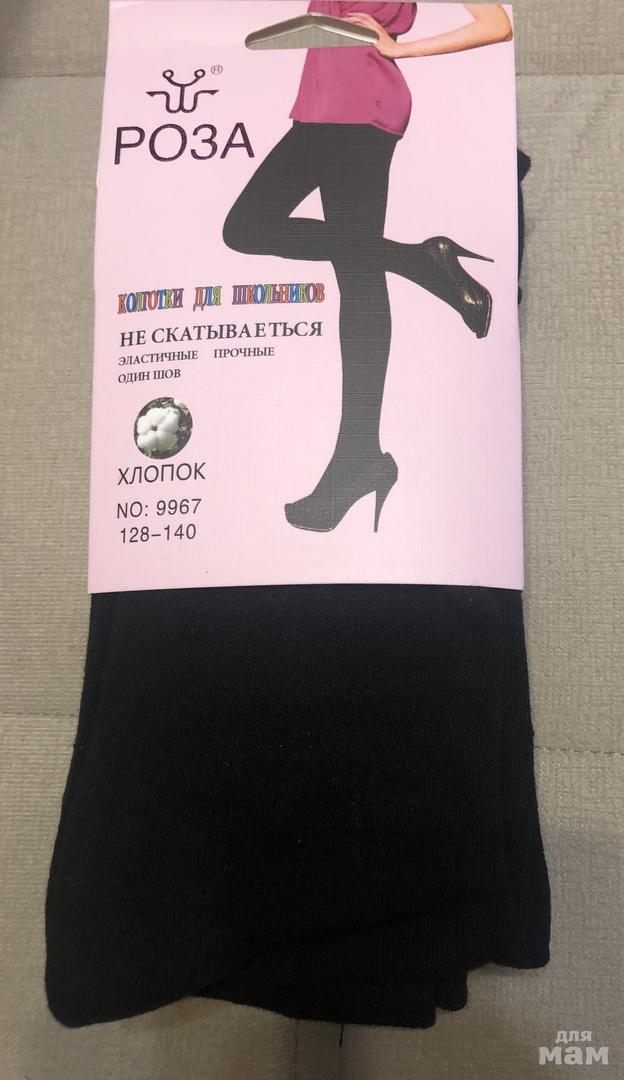 ®
РОЗА
КОЛГОТКИ ДЛЯ ШКОЛЬНИКОВ
НЕ СКАТЫВАЕТЬСЯ
ЭЛАСТИЧНЫЕ ПРОЧНЫЕ
ОДИН ШОВ
ХЛОПОК
NO: 9967
128-140
для
мам